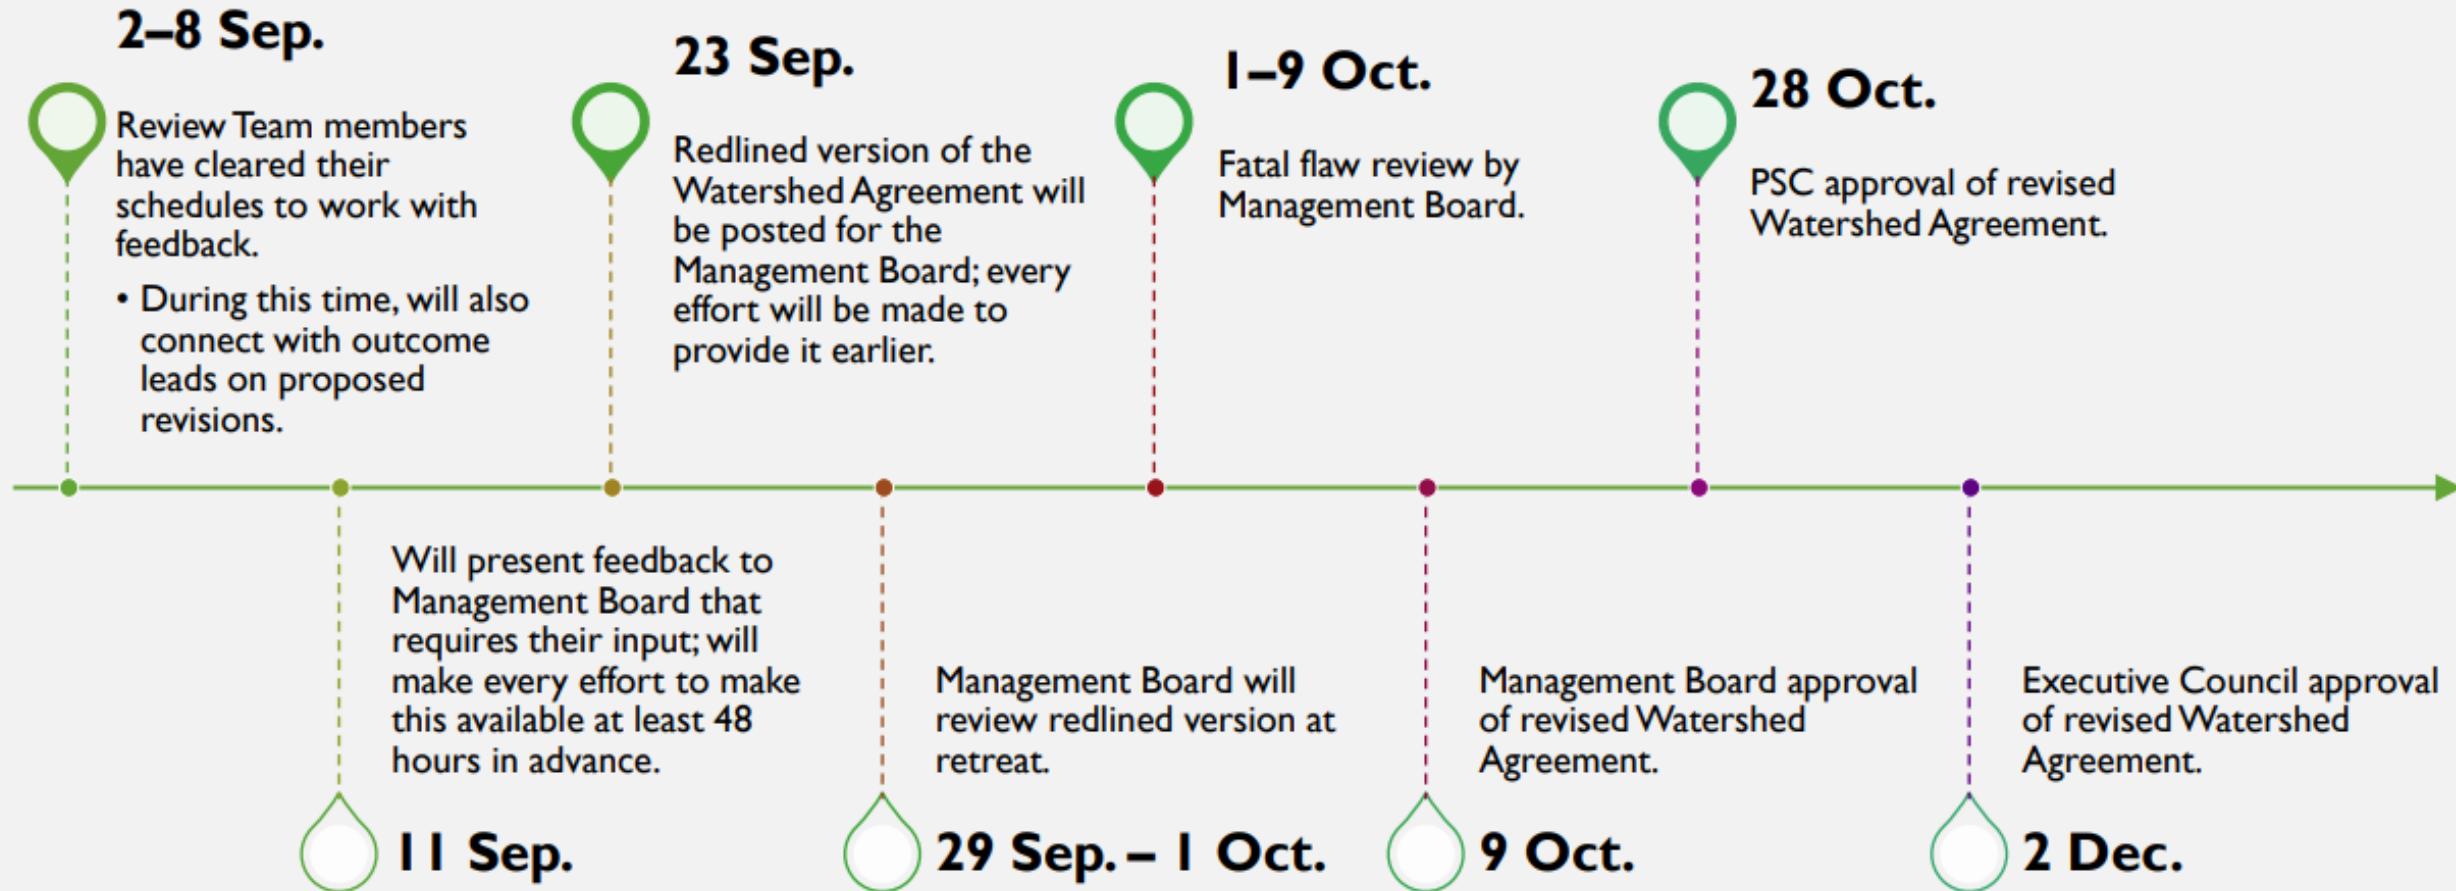 2–8 Sep.
Review Team members
have cleared their
schedules to work with
feedback.
• During this time, will also
connect with outcome
leads on proposed
revisions.
11 Sep.
Will present feedback to
Management Board that
requires their input; will
make every effort to make
this available at least 48
hours in advance.
23 Sep.
Redlined version of the
Watershed Agreement will
be posted for the
Management Board; every
effort will be made to
provide it earlier.
29 Sep. – 1 Oct.
Management Board will
review redlined version at
retreat.
1–9 Oct.
Fatal flaw review by
Management Board.
9 Oct.
Management Board approval
of revised Watershed
Agreement.
28 Oct.
PSC approval of revised
Watershed Agreement.
2 Dec.
Executive Council approval
of revised Watershed
Agreement.